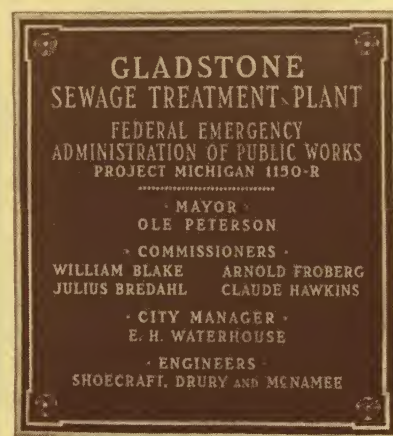 GLADSTONE
SEWAGE TREATMENT PLANT
FEDERAL EMERGENCY
ADMINISTRATION OF PUBLIC WORKS
PROJECT MICHIGAN 1150-R
· MAYOR ·
OLE PETERSON
· COMMISSIONERS ·
WILLIAM BLAKE ARNOLD FROBERG
JULIUS BREDAHL CLAUDE HAWKINS
· CITY MANAGER ·
E. H. WATERHOUSE
· ENGINEERS ·
SHOECRAFT, DRURY AND MCNAMEE